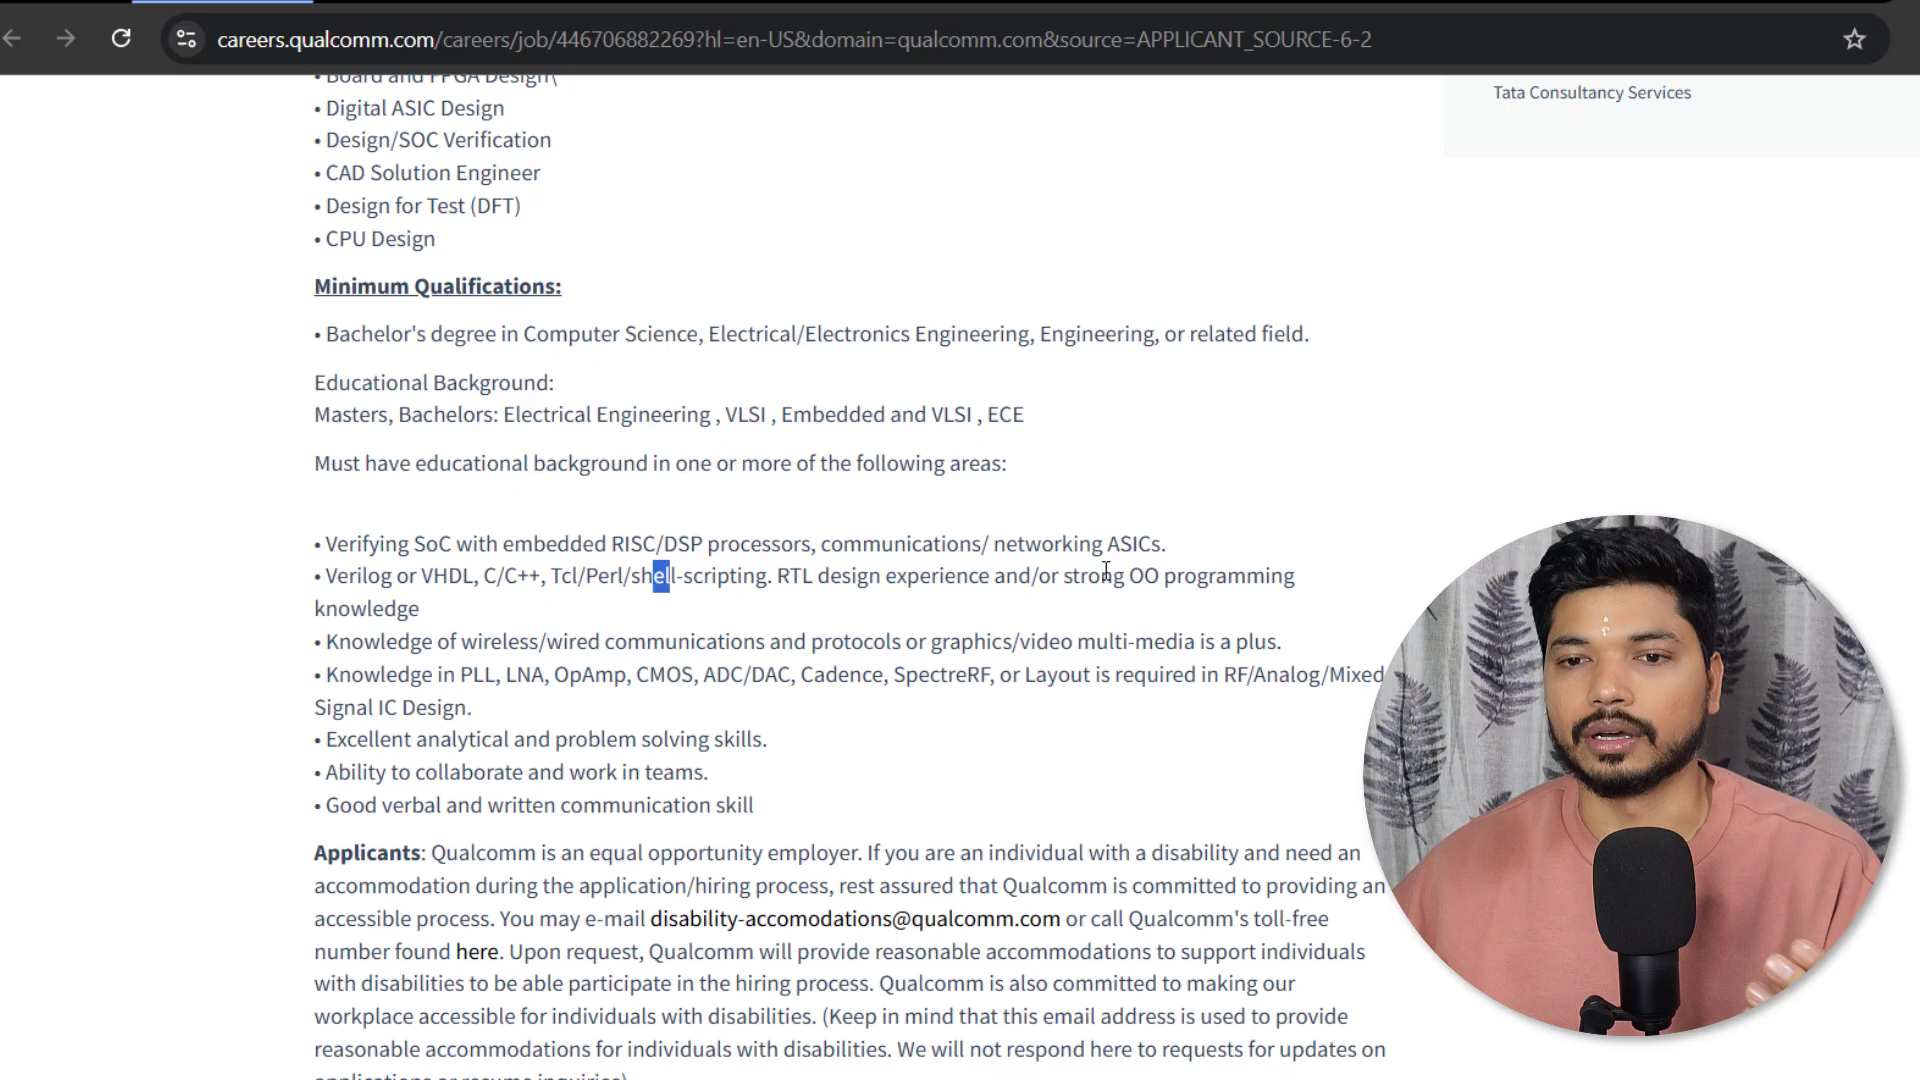 careers.qualcomm.com/careers/job/446706882269?hl=en-US&domain=qualcomm.com&source=APPLICANT_SOURCE-6-2
• Board and FPGA Design\
Tata Consultancy Services
• Digital ASIC Design
• Design/SOC Verification
• CAD Solution Engineer
• Design for Test (DFT)
• CPU Design
Minimum Qualifications:
• Bachelor's degree in Computer Science, Electrical/Electronics Engineering, Engineering, or related field.
Educational Background:
Masters, Bachelors: Electrical Engineering , VLSI , Embedded and VLSI , ECE
Must have educational background in one or more of the following areas:
• Verifying SoC with embedded RISC/DSP processors, communications/ networking ASICs.
• Verilog or VHDL, C/C++, Tcl/Perl/shell-scripting. RTL design experience and/or strong OO programming
knowledge
• Knowledge of wireless/wired communications and protocols or graphics/video multi-media is a plus.
• Knowledge in PLL, LNA, OpAmp, CMOS, ADC/DAC, Cadence, SpectreRF, or Layout is required in RF/Analog/Mixed
Signal IC Design.
• Excellent analytical and problem solving skills.
• Ability to collaborate and work in teams.
• Good verbal and written communication skill
Applicants: Qualcomm is an equal opportunity employer. If you are an individual with a disability and need an
accommodation during the application/hiring process, rest assured that Qualcomm is committed to providing an
accessible process. You may e-mail disability-accomodations@qualcomm.com or call Qualcomm's toll-free
number found here. Upon request, Qualcomm will provide reasonable accommodations to support individuals
with disabilities to be able participate in the hiring process. Qualcomm is also committed to making our
workplace accessible for individuals with disabilities. (Keep in mind that this email address is used to provide
reasonable accommodations for individuals with disabilities. We will not respond here to requests for updates on
applications or resume inquiries)